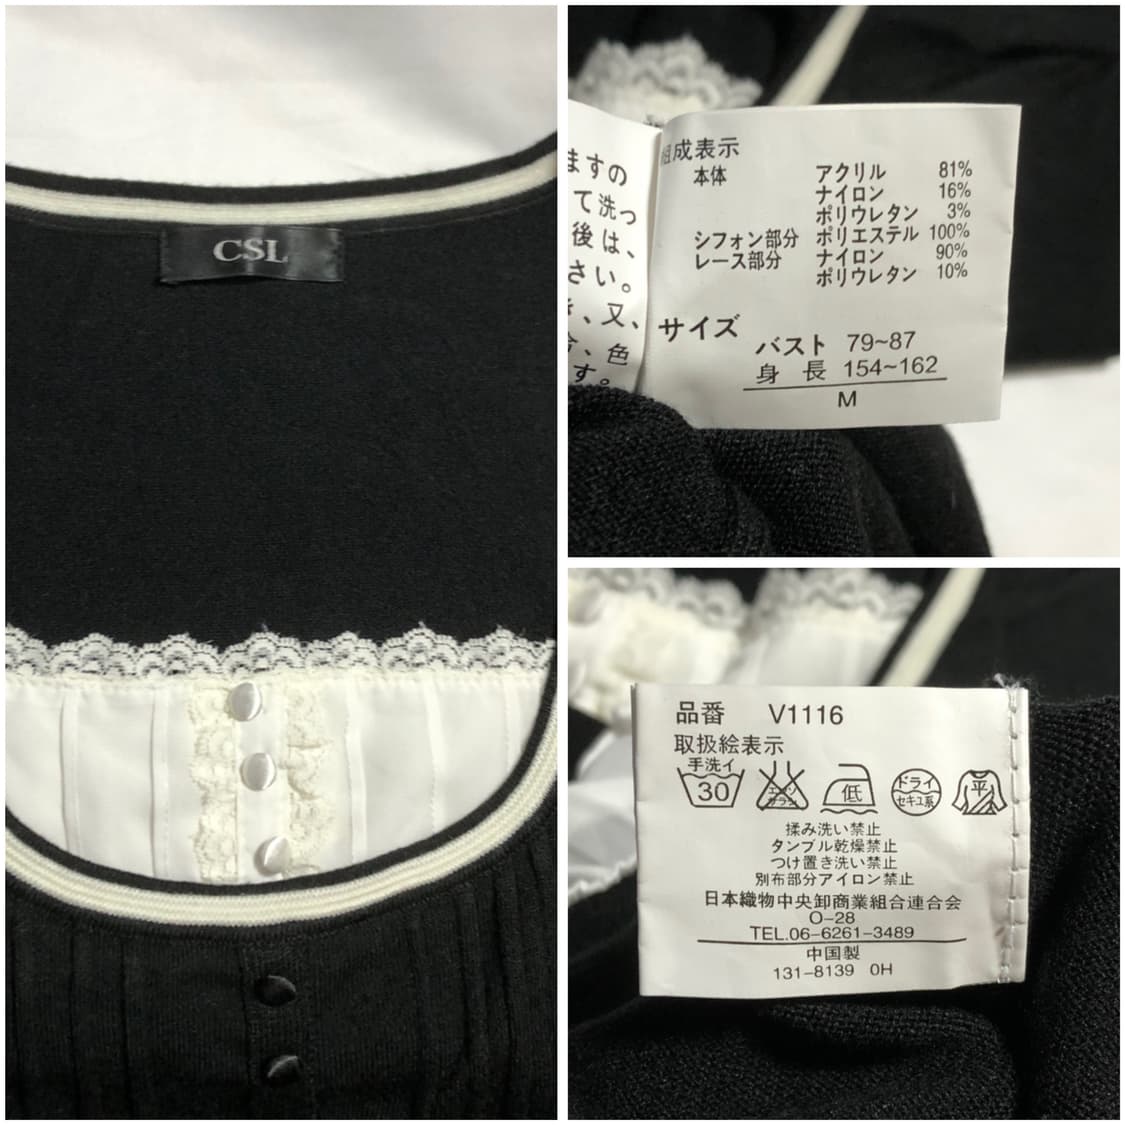 CSL
ますの
て洗っ
後は、
さい。
、又、
、色
す。
組成表示
本体 アクリル 81%
ナイロン 16%
ポリウレタン 3%
シフォン部分 ポリエステル 100%
レース部分 ナイロン 90%
ポリウレタン 10%
サイズ
バスト 79~87
身長 154~162
M
品番 V1116
取扱絵表示
手洗イ 30 エンソ サラシ 低 ドライ セキユ系 平
揉み洗い禁止
タンブル乾燥禁止
つけ置き洗い禁止
別布部分アイロン禁止
日本織物中央卸商業組合連合会
O-28
TEL.06-6261-3489
中国製
131-8139 0H